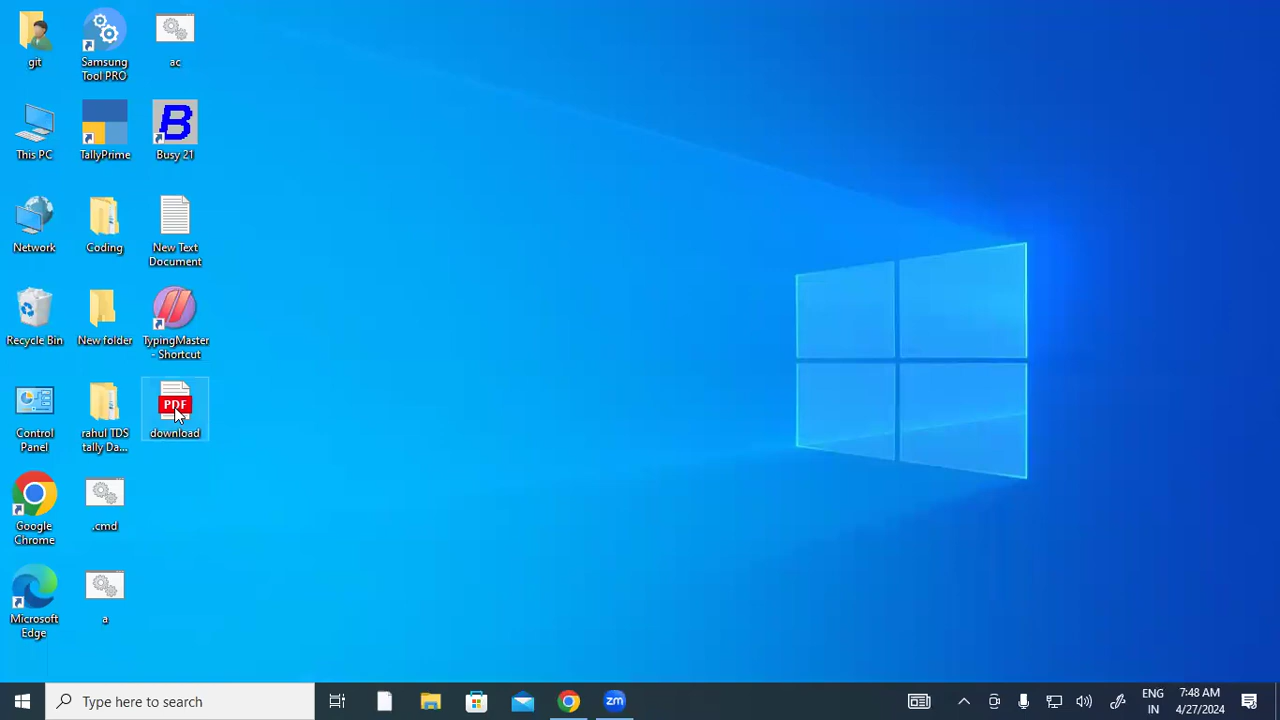 git
Samsung
Tool PRO
ac
This PC
TallyPrime
B
Busy 21
Network
Coding
New Text
Document
Recycle Bin
New folder
TypingMaster
- Shortcut
Control
Panel
rahul TDS
tally Da...
PDF
download
Google
Chrome
.cmd
Microsoft
Edge
a
Type here to search
zm
ENG
IN
7:48 AM
4/27/2024